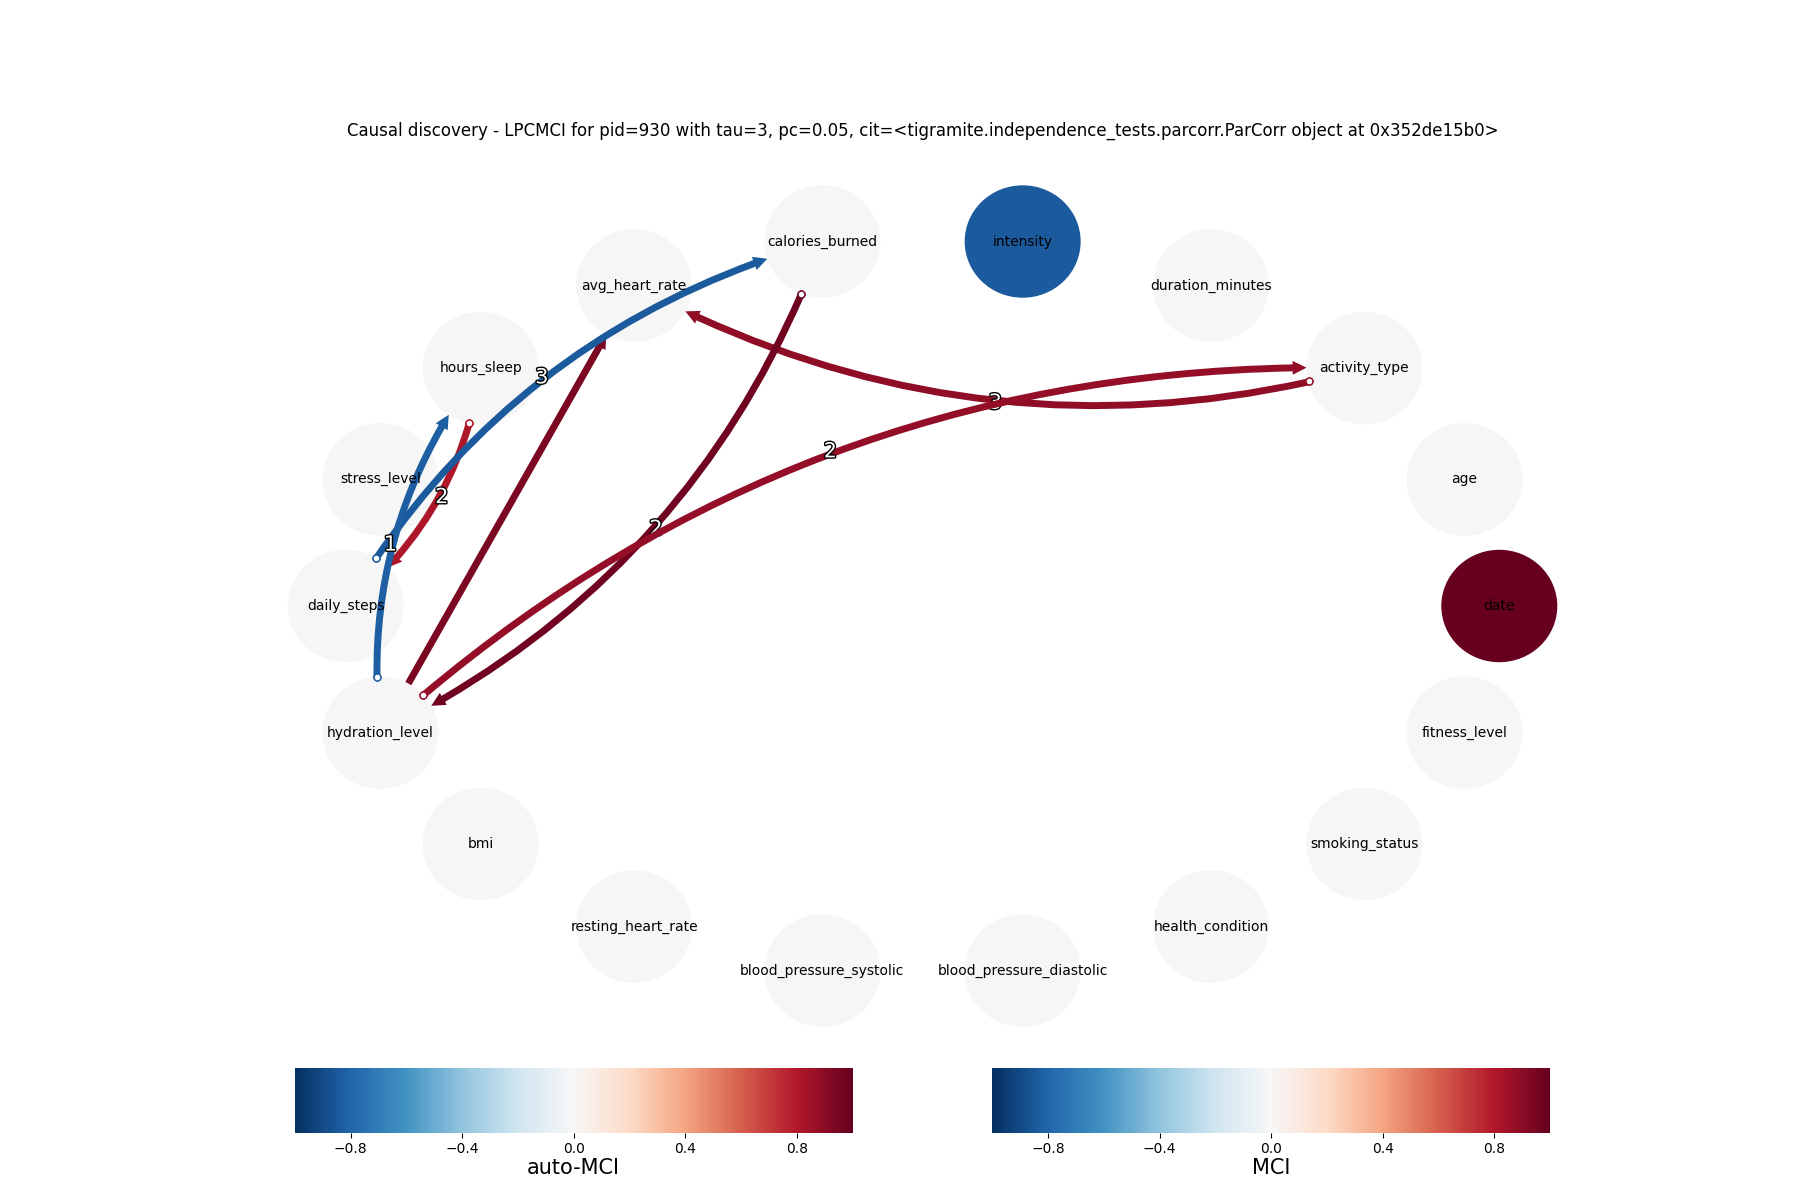 Causal discovery - LPCMCI for pid=930 with tau=3, pc=0.05, cit=<tigramite.independence_tests.parcorr.ParCorr object at 0x352de15b0>
calories_burned
intensity
avg_heart_rate
duration_minutes
hours_sleep
3
activity_type
3
2
stress_level
2
age
2
1
daily_steps
date
hydration_level
fitness_level
bmi
smoking_status
resting_heart_rate
health_condition
blood_pressure_systolic
blood_pressure_diastolic
−0.8 −0.4 0.0 0.4 0.8
auto-MCI
−0.8 −0.4 0.0 0.4 0.8
MCI